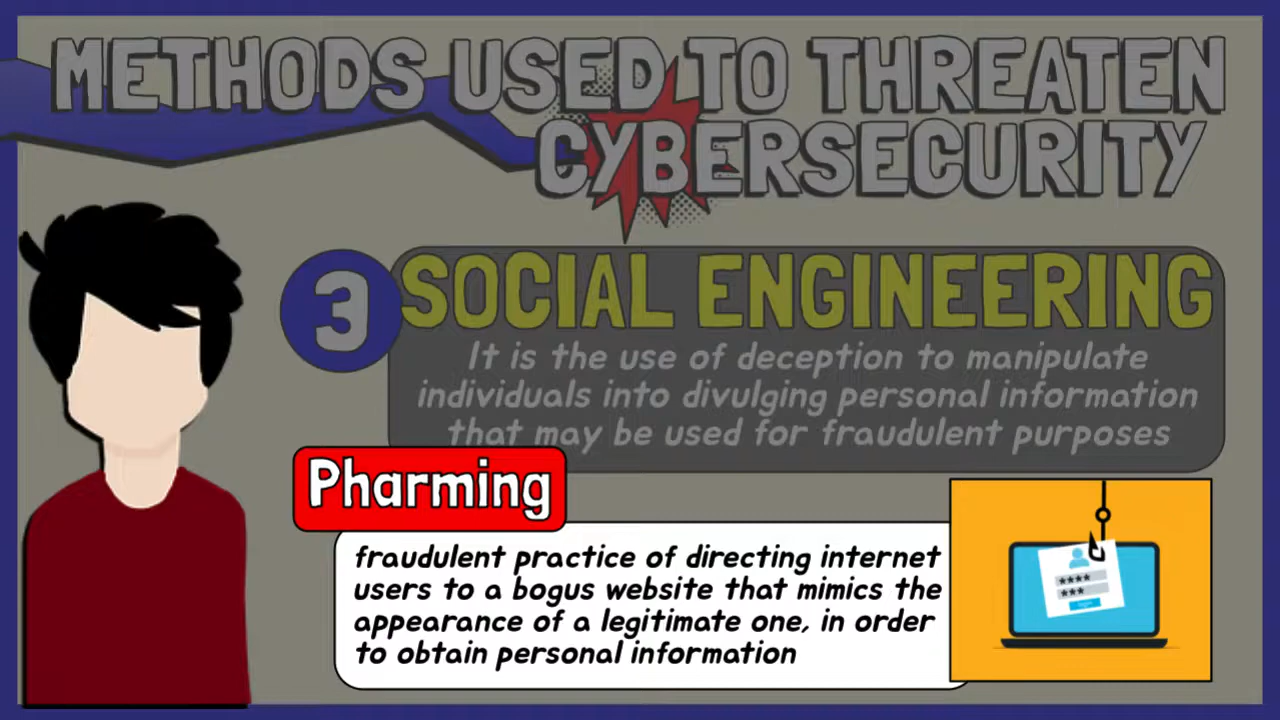 METHODS USED TO THREATEN
CYBERSECURITY
3
SOCIAL ENGINEERING
It is the use of deception to manipulate
individuals into divulging personal information
that may be used for fraudulent purposes
Pharming
fraudulent practice of directing internet
users to a bogus website that mimics the
appearance of a legitimate one, in order
to obtain personal information
****
***